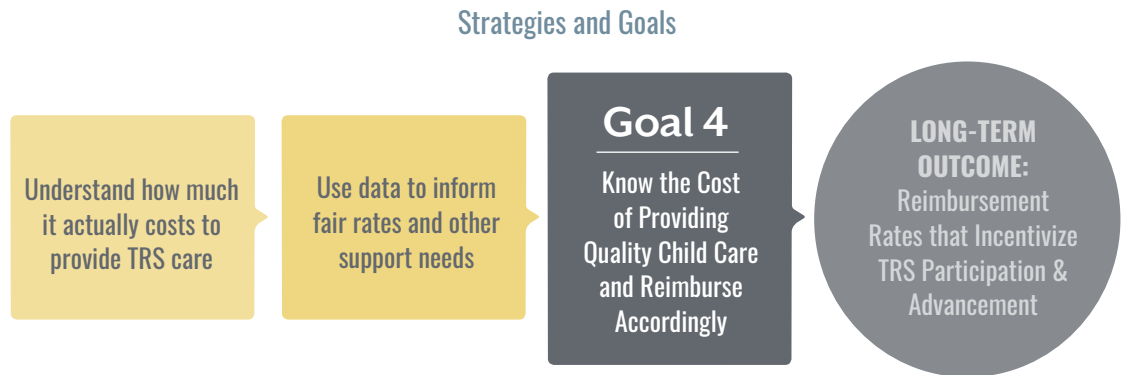 Strategies and Goals
Understand how much
it actually costs to
provide TRS care
Use data to inform
fair rates and other
support needs
Goal 4
Know the Cost
of Providing
Quality Child Care
and Reimburse
Accordingly
LONG-TERM
OUTCOME:
Reimbursement
Rates that Incentivize
TRS Participation &
Advancement